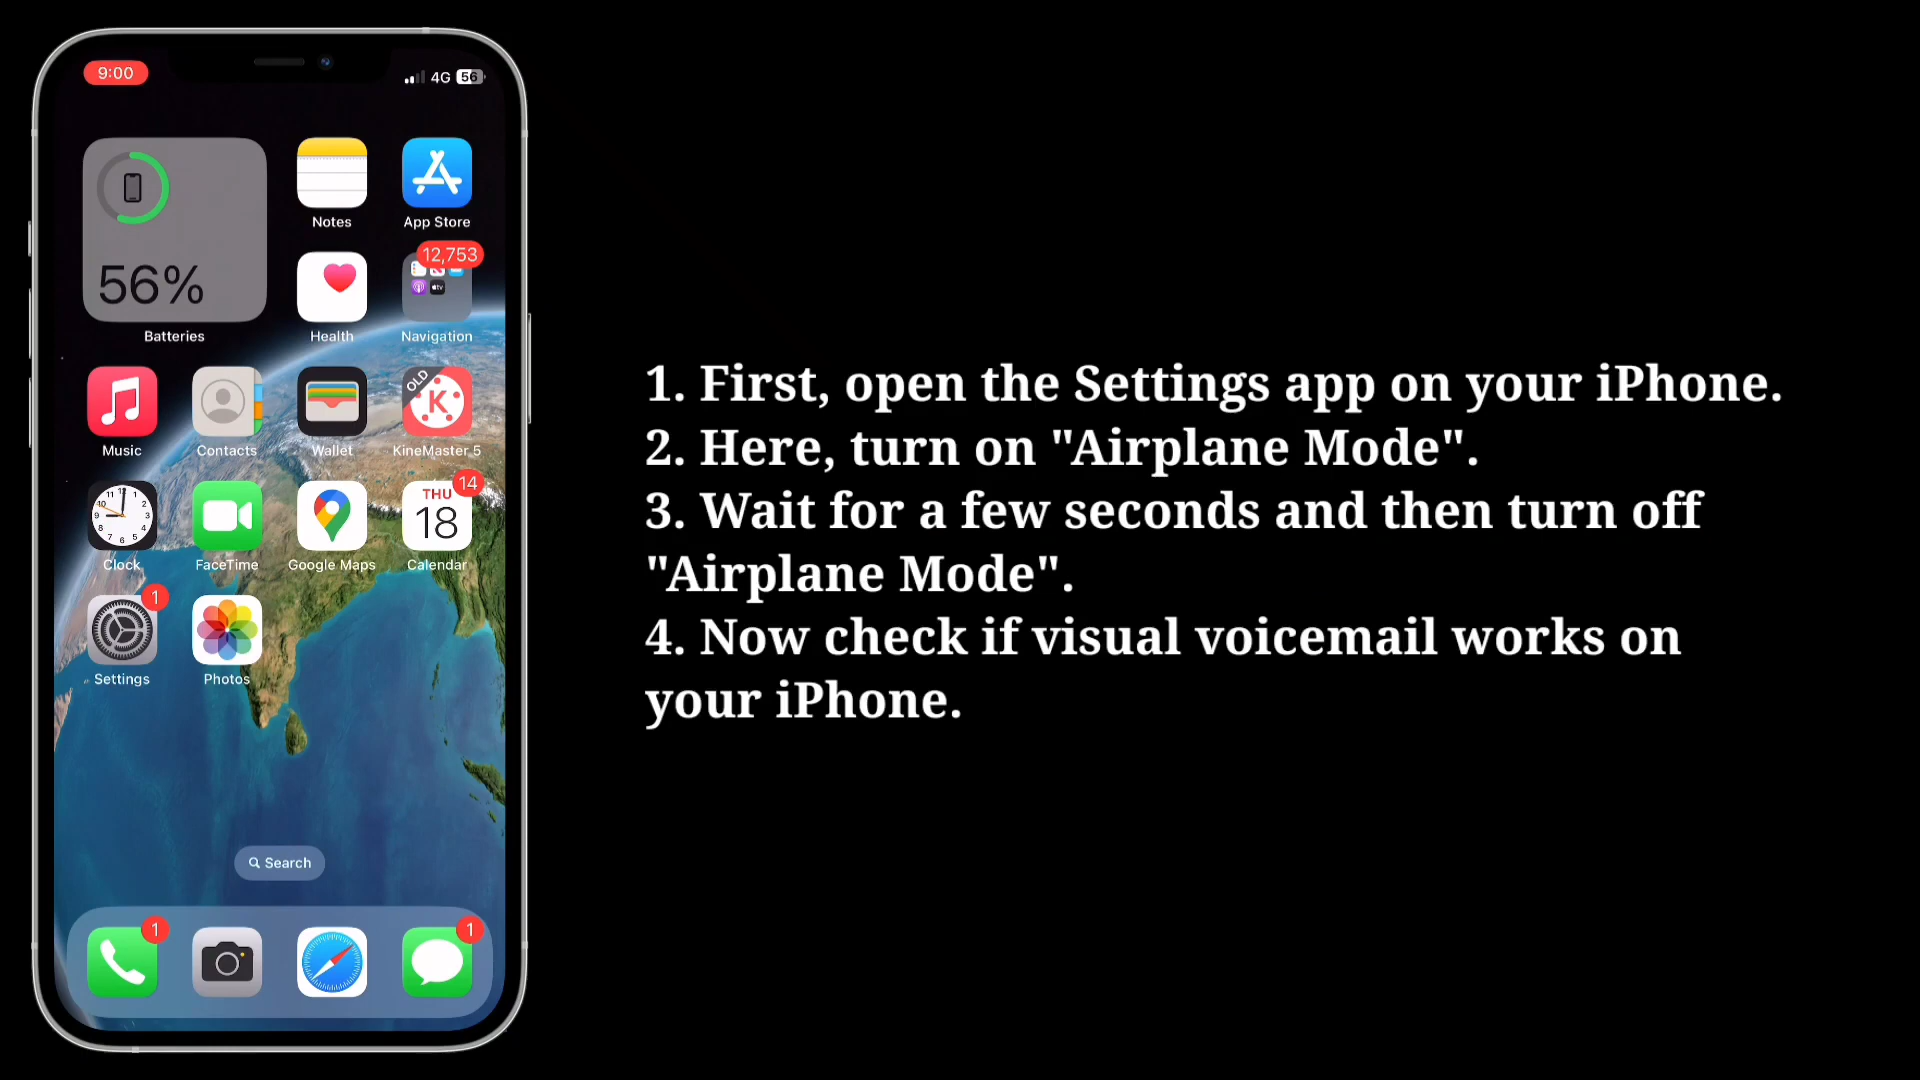 9:00
4G 56
56%
Batteries
Notes
App Store
12,753
Health
Navigation
OLD
K
Music
Contacts
Wallet
KineMaster 5
THU
14
18
Clock
FaceTime
Google Maps
Calendar
1
Settings
Photos
Search
1
1
1. First, open the Settings app on your iPhone.
2. Here, turn on "Airplane Mode".
3. Wait for a few seconds and then turn off
"Airplane Mode".
4. Now check if visual voicemail works on
your iPhone.